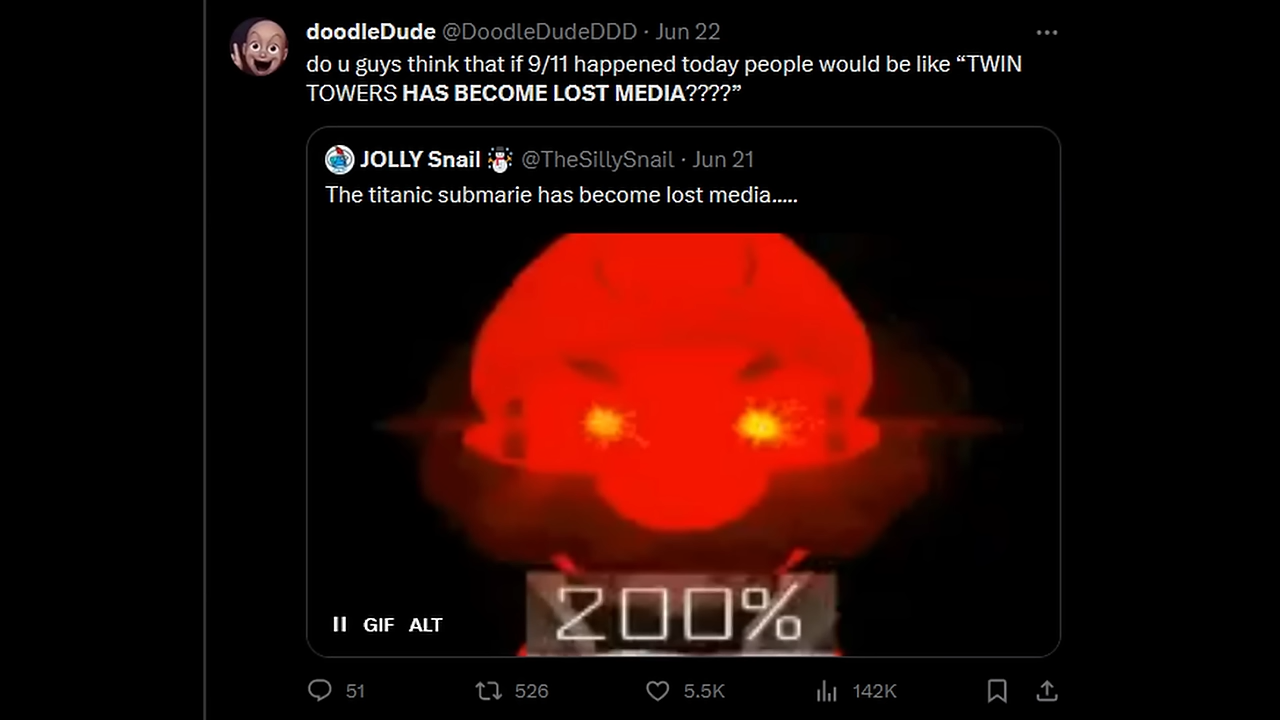 doodleDude @DoodleDudeDDD · Jun 22
do u guys think that if 9/11 happened today people would be like “TWIN
TOWERS HAS BECOME LOST MEDIA????”
JOLLY Snail @TheSillySnail · Jun 21
The titanic submarie has become lost media.....
200%
GIF ALT
51 526 5.5K 142K